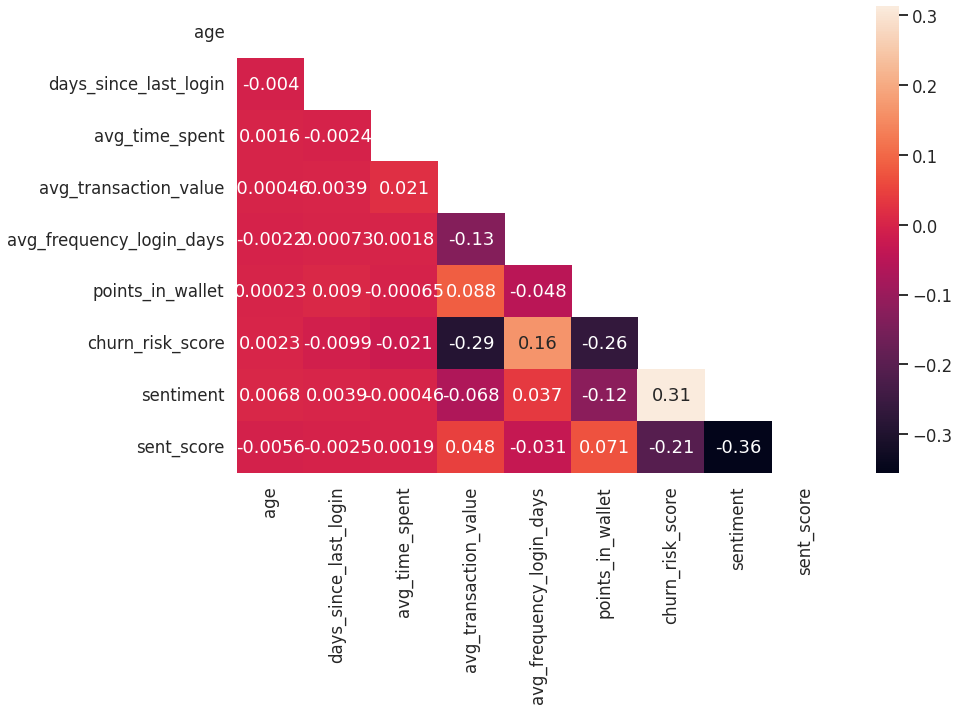 age
days_since_last_login -0.004
avg_time_spent 0.0016 -0.0024
avg_transaction_value 0.00046 0.0039 0.021
avg_frequency_login_days -0.0022 0.00073 0.0018 -0.13
points_in_wallet 0.00023 0.009 -0.00065 0.088 -0.048
churn_risk_score 0.0023 -0.0099 -0.021 -0.29 0.16 -0.26
sentiment 0.0068 0.0039 -0.00046 -0.068 0.037 -0.12 0.31
sent_score -0.0056 -0.0025 0.0019 0.048 -0.031 0.071 -0.21 -0.36
age
days_since_last_login
avg_time_spent
avg_transaction_value
avg_frequency_login_days
points_in_wallet
churn_risk_score
sentiment
sent_score
0.3
0.2
0.1
0.0
−0.1
−0.2
−0.3